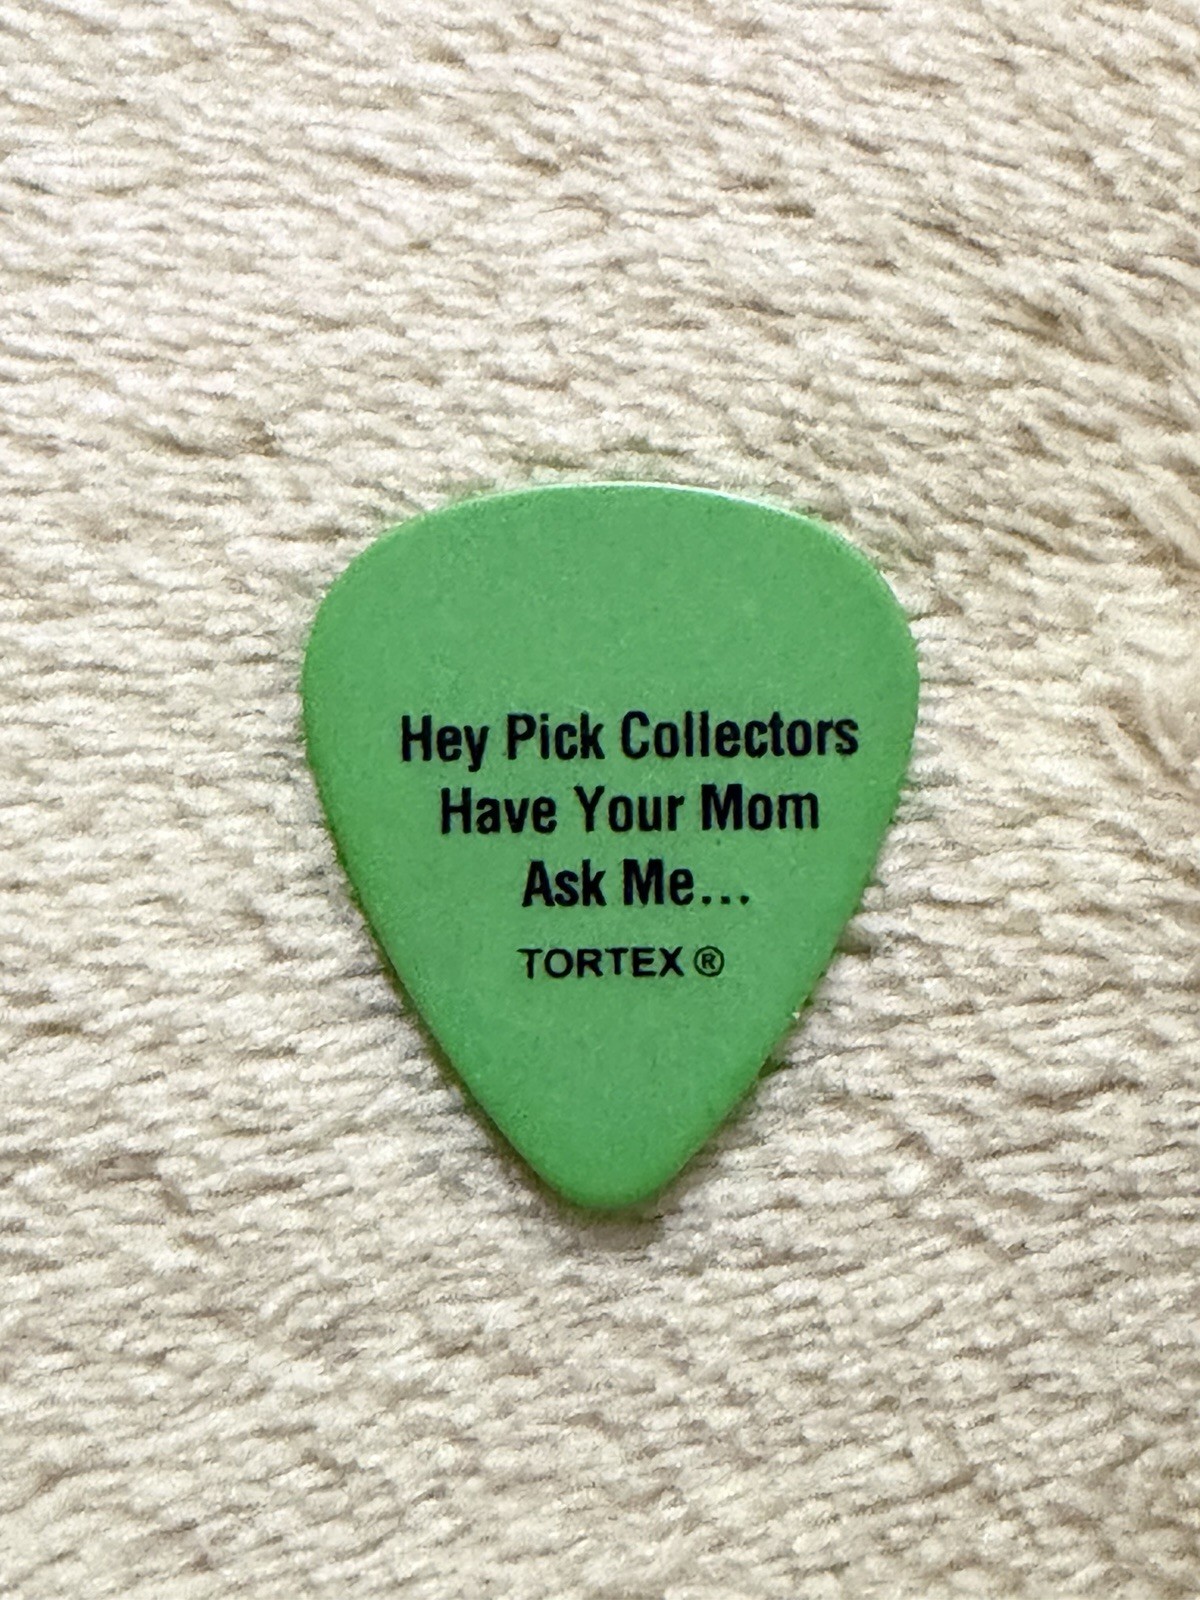 Hey Pick Collectors
Have Your Mom
Ask Me...
TORTEX ®